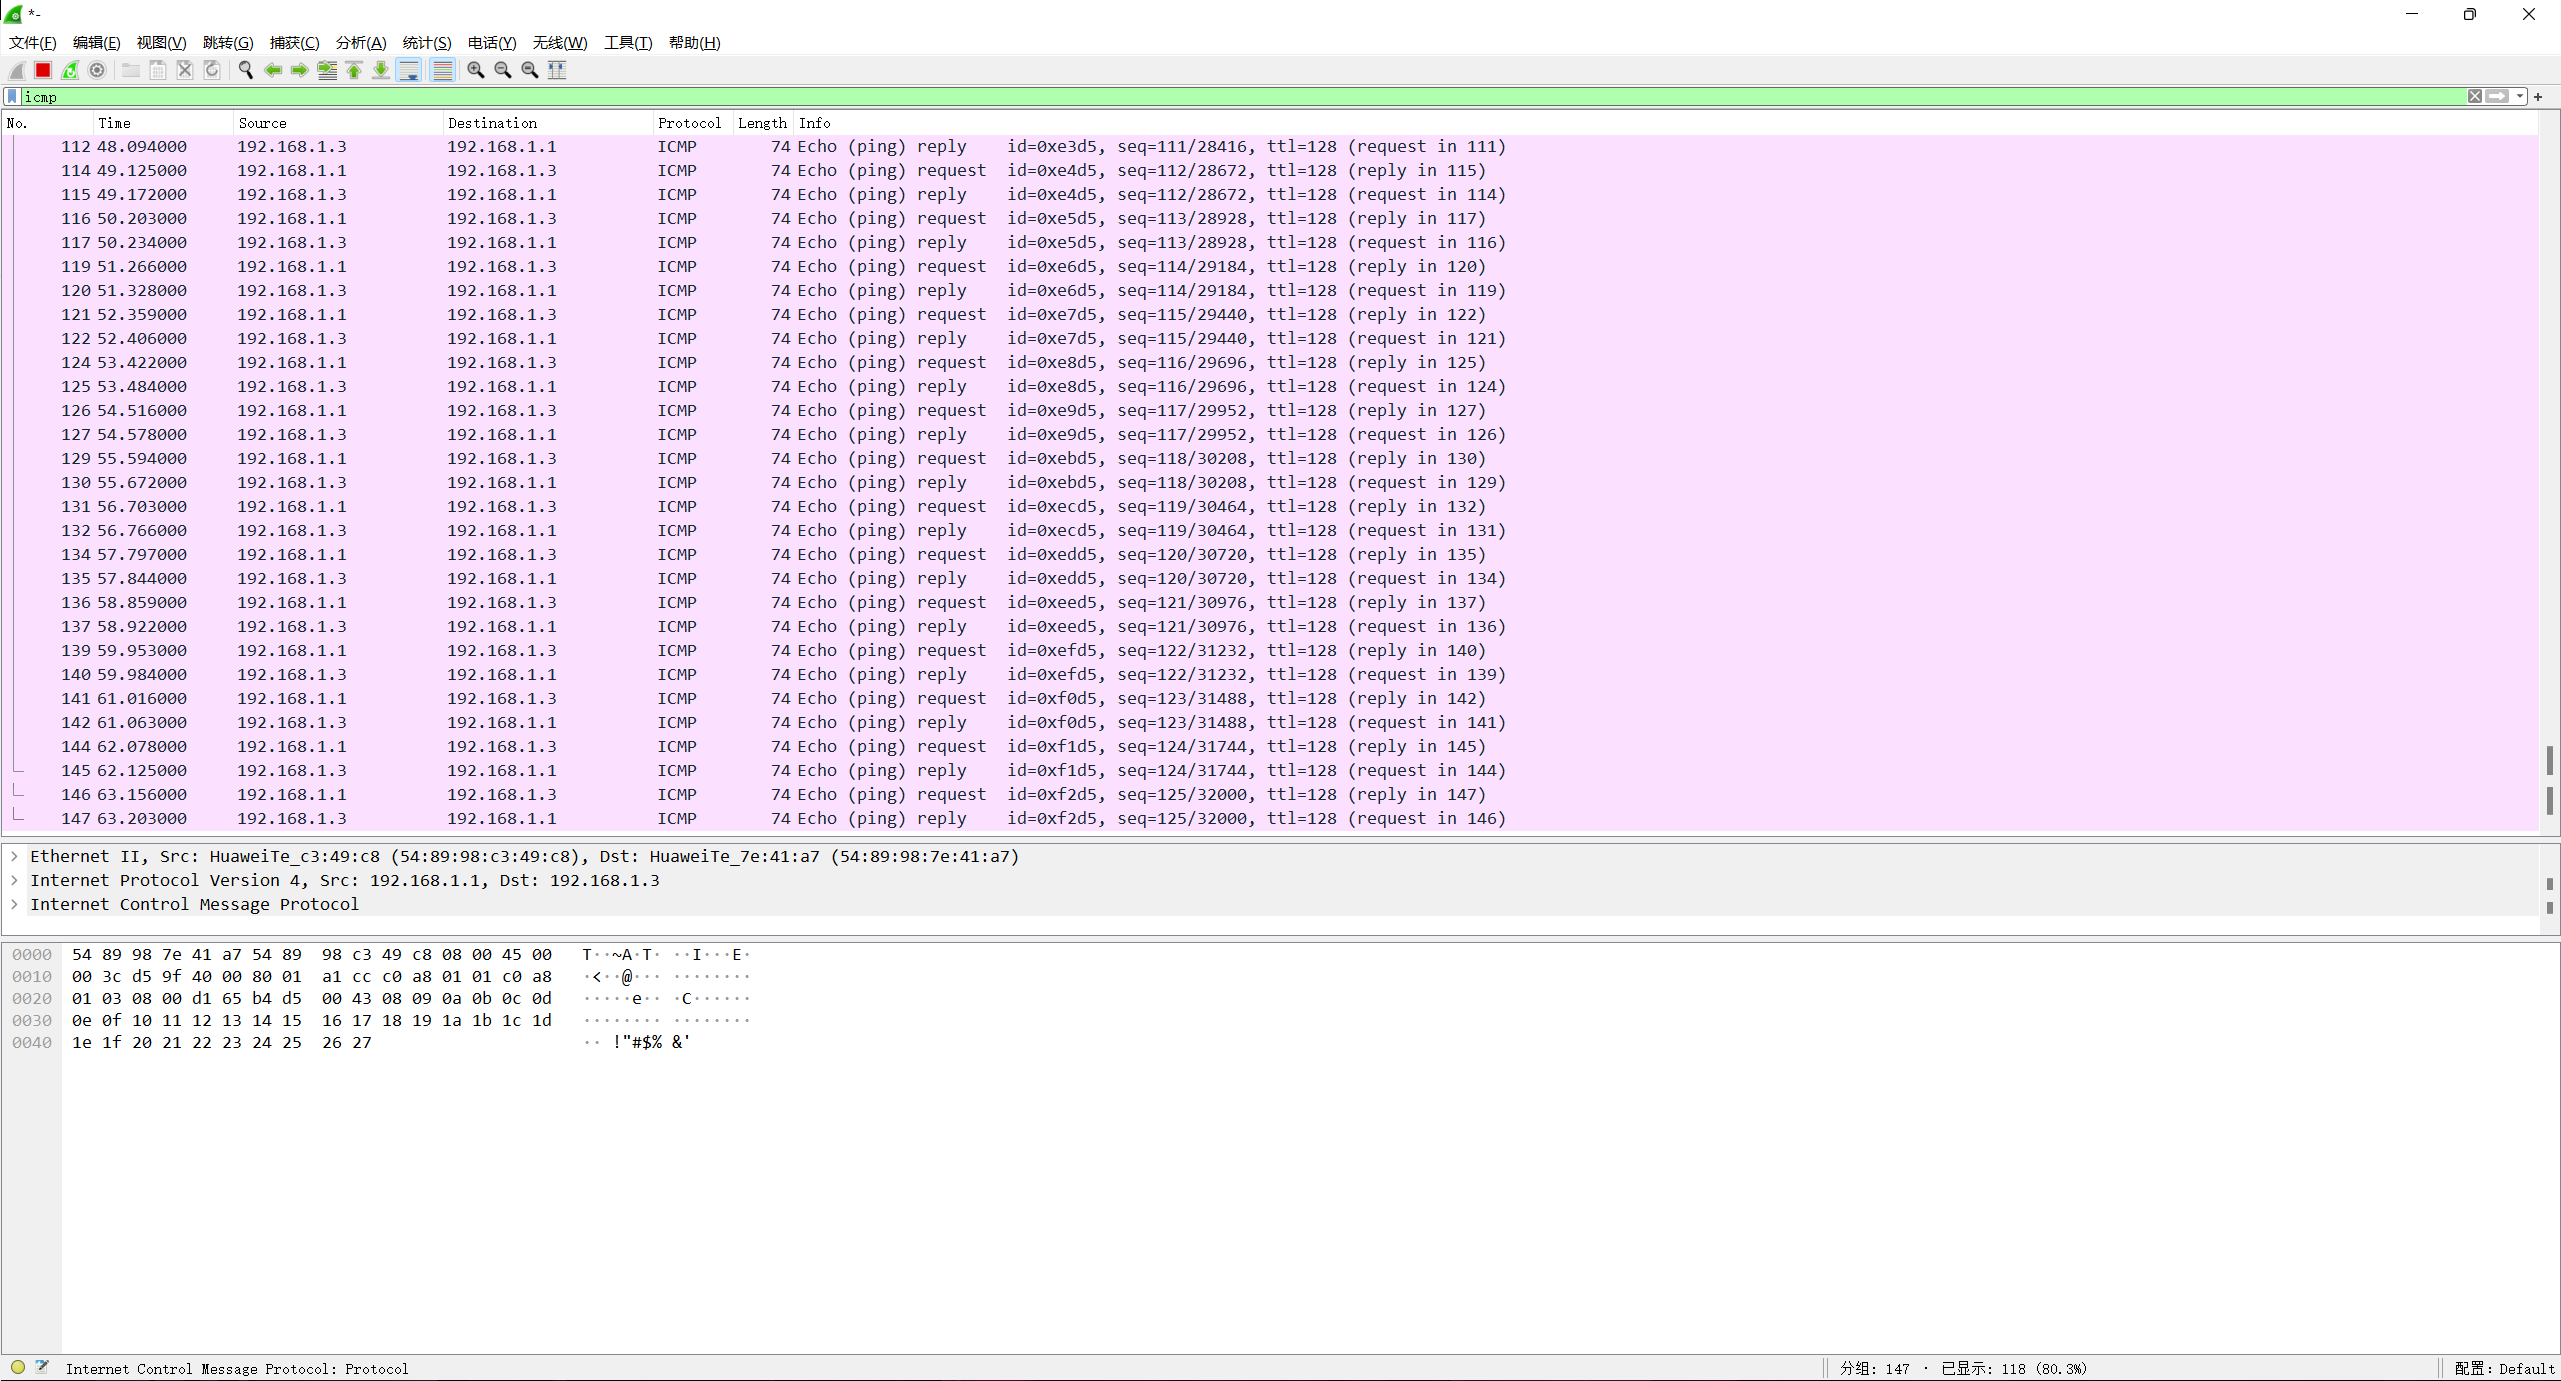 *-
文件(F) 编辑(E) 视图(V) 跳转(G) 捕获(C) 分析(A) 统计(S) 电话(Y) 无线(W) 工具(T) 帮助(H)
icmp
No. Time Source Destination Protocol Length Info
112 48.094000 192.168.1.3 192.168.1.1 ICMP 74 Echo (ping) reply id=0xe3d5, seq=111/28416, ttl=128 (request in 111)
114 49.125000 192.168.1.1 192.168.1.3 ICMP 74 Echo (ping) request id=0xe4d5, seq=112/28672, ttl=128 (reply in 115)
115 49.172000 192.168.1.3 192.168.1.1 ICMP 74 Echo (ping) reply id=0xe4d5, seq=112/28672, ttl=128 (request in 114)
116 50.203000 192.168.1.1 192.168.1.3 ICMP 74 Echo (ping) request id=0xe5d5, seq=113/28928, ttl=128 (reply in 117)
117 50.234000 192.168.1.3 192.168.1.1 ICMP 74 Echo (ping) reply id=0xe5d5, seq=113/28928, ttl=128 (request in 116)
119 51.266000 192.168.1.1 192.168.1.3 ICMP 74 Echo (ping) request id=0xe6d5, seq=114/29184, ttl=128 (reply in 120)
120 51.328000 192.168.1.3 192.168.1.1 ICMP 74 Echo (ping) reply id=0xe6d5, seq=114/29184, ttl=128 (request in 119)
121 52.359000 192.168.1.1 192.168.1.3 ICMP 74 Echo (ping) request id=0xe7d5, seq=115/29440, ttl=128 (reply in 122)
122 52.406000 192.168.1.3 192.168.1.1 ICMP 74 Echo (ping) reply id=0xe7d5, seq=115/29440, ttl=128 (request in 121)
124 53.422000 192.168.1.1 192.168.1.3 ICMP 74 Echo (ping) request id=0xe8d5, seq=116/29696, ttl=128 (reply in 125)
125 53.484000 192.168.1.3 192.168.1.1 ICMP 74 Echo (ping) reply id=0xe8d5, seq=116/29696, ttl=128 (request in 124)
126 54.516000 192.168.1.1 192.168.1.3 ICMP 74 Echo (ping) request id=0xe9d5, seq=117/29952, ttl=128 (reply in 127)
127 54.578000 192.168.1.3 192.168.1.1 ICMP 74 Echo (ping) reply id=0xe9d5, seq=117/29952, ttl=128 (request in 126)
129 55.594000 192.168.1.1 192.168.1.3 ICMP 74 Echo (ping) request id=0xebd5, seq=118/30208, ttl=128 (reply in 130)
130 55.672000 192.168.1.3 192.168.1.1 ICMP 74 Echo (ping) reply id=0xebd5, seq=118/30208, ttl=128 (request in 129)
131 56.703000 192.168.1.1 192.168.1.3 ICMP 74 Echo (ping) request id=0xecd5, seq=119/30464, ttl=128 (reply in 132)
132 56.766000 192.168.1.3 192.168.1.1 ICMP 74 Echo (ping) reply id=0xecd5, seq=119/30464, ttl=128 (request in 131)
134 57.797000 192.168.1.1 192.168.1.3 ICMP 74 Echo (ping) request id=0xedd5, seq=120/30720, ttl=128 (reply in 135)
135 57.844000 192.168.1.3 192.168.1.1 ICMP 74 Echo (ping) reply id=0xedd5, seq=120/30720, ttl=128 (request in 134)
136 58.859000 192.168.1.1 192.168.1.3 ICMP 74 Echo (ping) request id=0xeed5, seq=121/30976, ttl=128 (reply in 137)
137 58.922000 192.168.1.3 192.168.1.1 ICMP 74 Echo (ping) reply id=0xeed5, seq=121/30976, ttl=128 (request in 136)
139 59.953000 192.168.1.1 192.168.1.3 ICMP 74 Echo (ping) request id=0xefd5, seq=122/31232, ttl=128 (reply in 140)
140 59.984000 192.168.1.3 192.168.1.1 ICMP 74 Echo (ping) reply id=0xefd5, seq=122/31232, ttl=128 (request in 139)
141 61.016000 192.168.1.1 192.168.1.3 ICMP 74 Echo (ping) request id=0xf0d5, seq=123/31488, ttl=128 (reply in 142)
142 61.063000 192.168.1.3 192.168.1.1 ICMP 74 Echo (ping) reply id=0xf0d5, seq=123/31488, ttl=128 (request in 141)
144 62.078000 192.168.1.1 192.168.1.3 ICMP 74 Echo (ping) request id=0xf1d5, seq=124/31744, ttl=128 (reply in 145)
145 62.125000 192.168.1.3 192.168.1.1 ICMP 74 Echo (ping) reply id=0xf1d5, seq=124/31744, ttl=128 (request in 144)
146 63.156000 192.168.1.1 192.168.1.3 ICMP 74 Echo (ping) request id=0xf2d5, seq=125/32000, ttl=128 (reply in 147)
147 63.203000 192.168.1.3 192.168.1.1 ICMP 74 Echo (ping) reply id=0xf2d5, seq=125/32000, ttl=128 (request in 146)
Ethernet II, Src: HuaweiTe_c3:49:c8 (54:89:98:c3:49:c8), Dst: HuaweiTe_7e:41:a7 (54:89:98:7e:41:a7)
Internet Protocol Version 4, Src: 192.168.1.1, Dst: 192.168.1.3
Internet Control Message Protocol
0000 54 89 98 7e 41 a7 54 89 98 c3 49 c8 08 00 45 00 T··~A·T· ··I···E·
0010 00 3c d5 9f 40 00 80 01 a1 cc c0 a8 01 01 c0 a8 ·<··@··· ········
0020 01 03 08 00 d1 65 b4 d5 00 43 08 09 0a 0b 0c 0d ·····e·· ·C······
0030 0e 0f 10 11 12 13 14 15 16 17 18 19 1a 1b 1c 1d ········ ········
0040 1e 1f 20 21 22 23 24 25 26 27 ·· !"#$% &'
Internet Control Message Protocol: Protocol 分组: 147 · 已显示: 118 (80.3%) 配置: Default